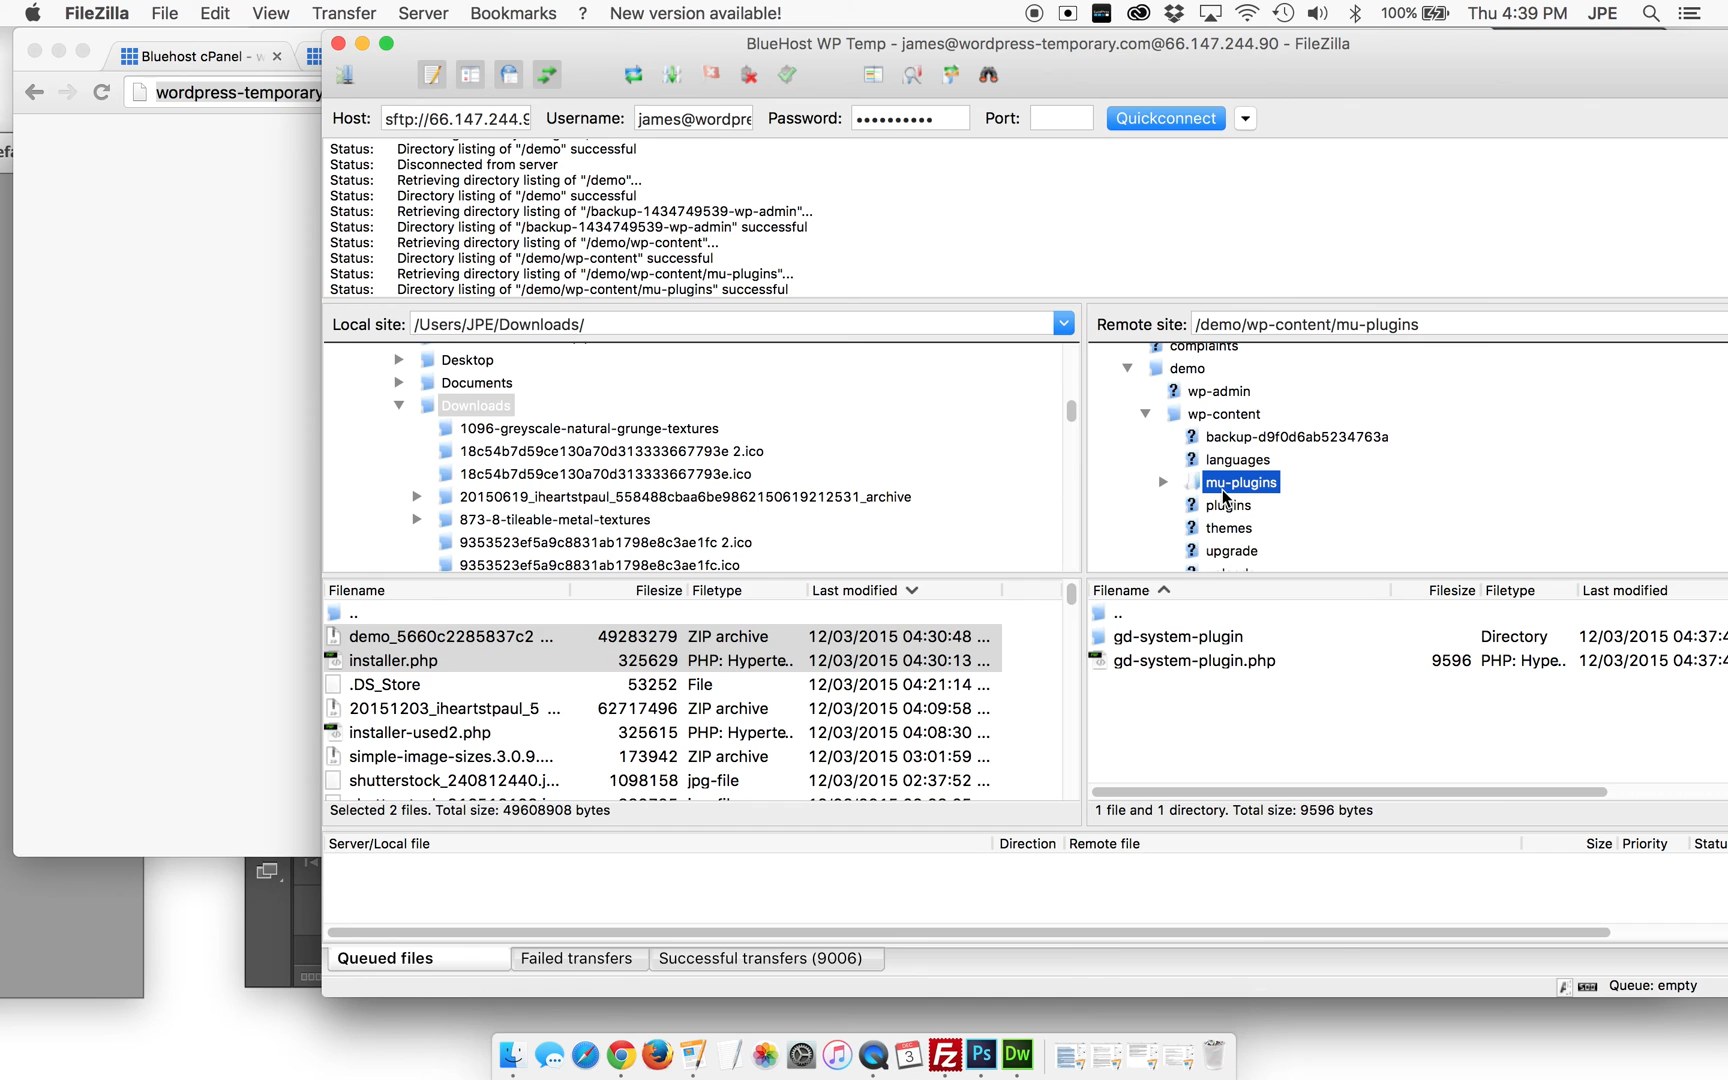 FileZilla File Edit View Transfer Server Bookmarks ? New version available! 100% Thu 4:39 PM JPE
Bluehost cPanel - w
wordpress-temporary
BlueHost WP Temp - james@wordpress-temporary.com@66.147.244.90 - FileZilla
Host: sftp://66.147.244.9 Username: james@wordpre Password: •••••••••• Port: Quickconnect
Status: Directory listing of "/demo" successful
Status: Disconnected from server
Status: Retrieving directory listing of "/demo"...
Status: Directory listing of "/demo" successful
Status: Retrieving directory listing of "/backup-1434749539-wp-admin"...
Status: Directory listing of "/backup-1434749539-wp-admin" successful
Status: Retrieving directory listing of "/demo/wp-content"...
Status: Directory listing of "/demo/wp-content" successful
Status: Retrieving directory listing of "/demo/wp-content/mu-plugins"...
Status: Directory listing of "/demo/wp-content/mu-plugins" successful
Local site: /Users/JPE/Downloads/
Desktop
Documents
Downloads
1096-greyscale-natural-grunge-textures
18c54b7d59ce130a70d313333667793e 2.ico
18c54b7d59ce130a70d313333667793e.ico
20150619_iheartstpaul_558488cbaa6be9862150619212531_archive
873-8-tileable-metal-textures
9353523ef5a9c8831ab1798e8c3ae1fc 2.ico
9353523ef5a9c8831ab1798e8c3ae1fc.ico
Remote site: /demo/wp-content/mu-plugins
complaints
demo
wp-admin
wp-content
backup-d9f0d6ab5234763a
languages
mu-plugins
plugins
themes
upgrade
Filename Filesize Filetype Last modified
..
demo_5660c2285837c2 ... 49283279 ZIP archive 12/03/2015 04:30:48 ...
installer.php 325629 PHP: Hyperte.. 12/03/2015 04:30:13 ...
.DS_Store 53252 File 12/03/2015 04:21:14 ...
20151203_iheartstpaul_5 ... 62717496 ZIP archive 12/03/2015 04:09:58 ...
installer-used2.php 325615 PHP: Hyperte.. 12/03/2015 04:08:30 ...
simple-image-sizes.3.0.9.... 173942 ZIP archive 12/03/2015 03:01:59 ...
shutterstock_240812440.j... 1098158 jpg-file 12/03/2015 02:37:52 ...
Selected 2 files. Total size: 49608908 bytes
Filename Filesize Filetype Last modified
..
gd-system-plugin Directory 12/03/2015 04:37:4
gd-system-plugin.php 9596 PHP: Hype.. 12/03/2015 04:37:4
1 file and 1 directory. Total size: 9596 bytes
Server/Local file Direction Remote file Size Priority Statu
Queued files Failed transfers Successful transfers (9006)
Queue: empty
DEC 3 Fz Ps Dw